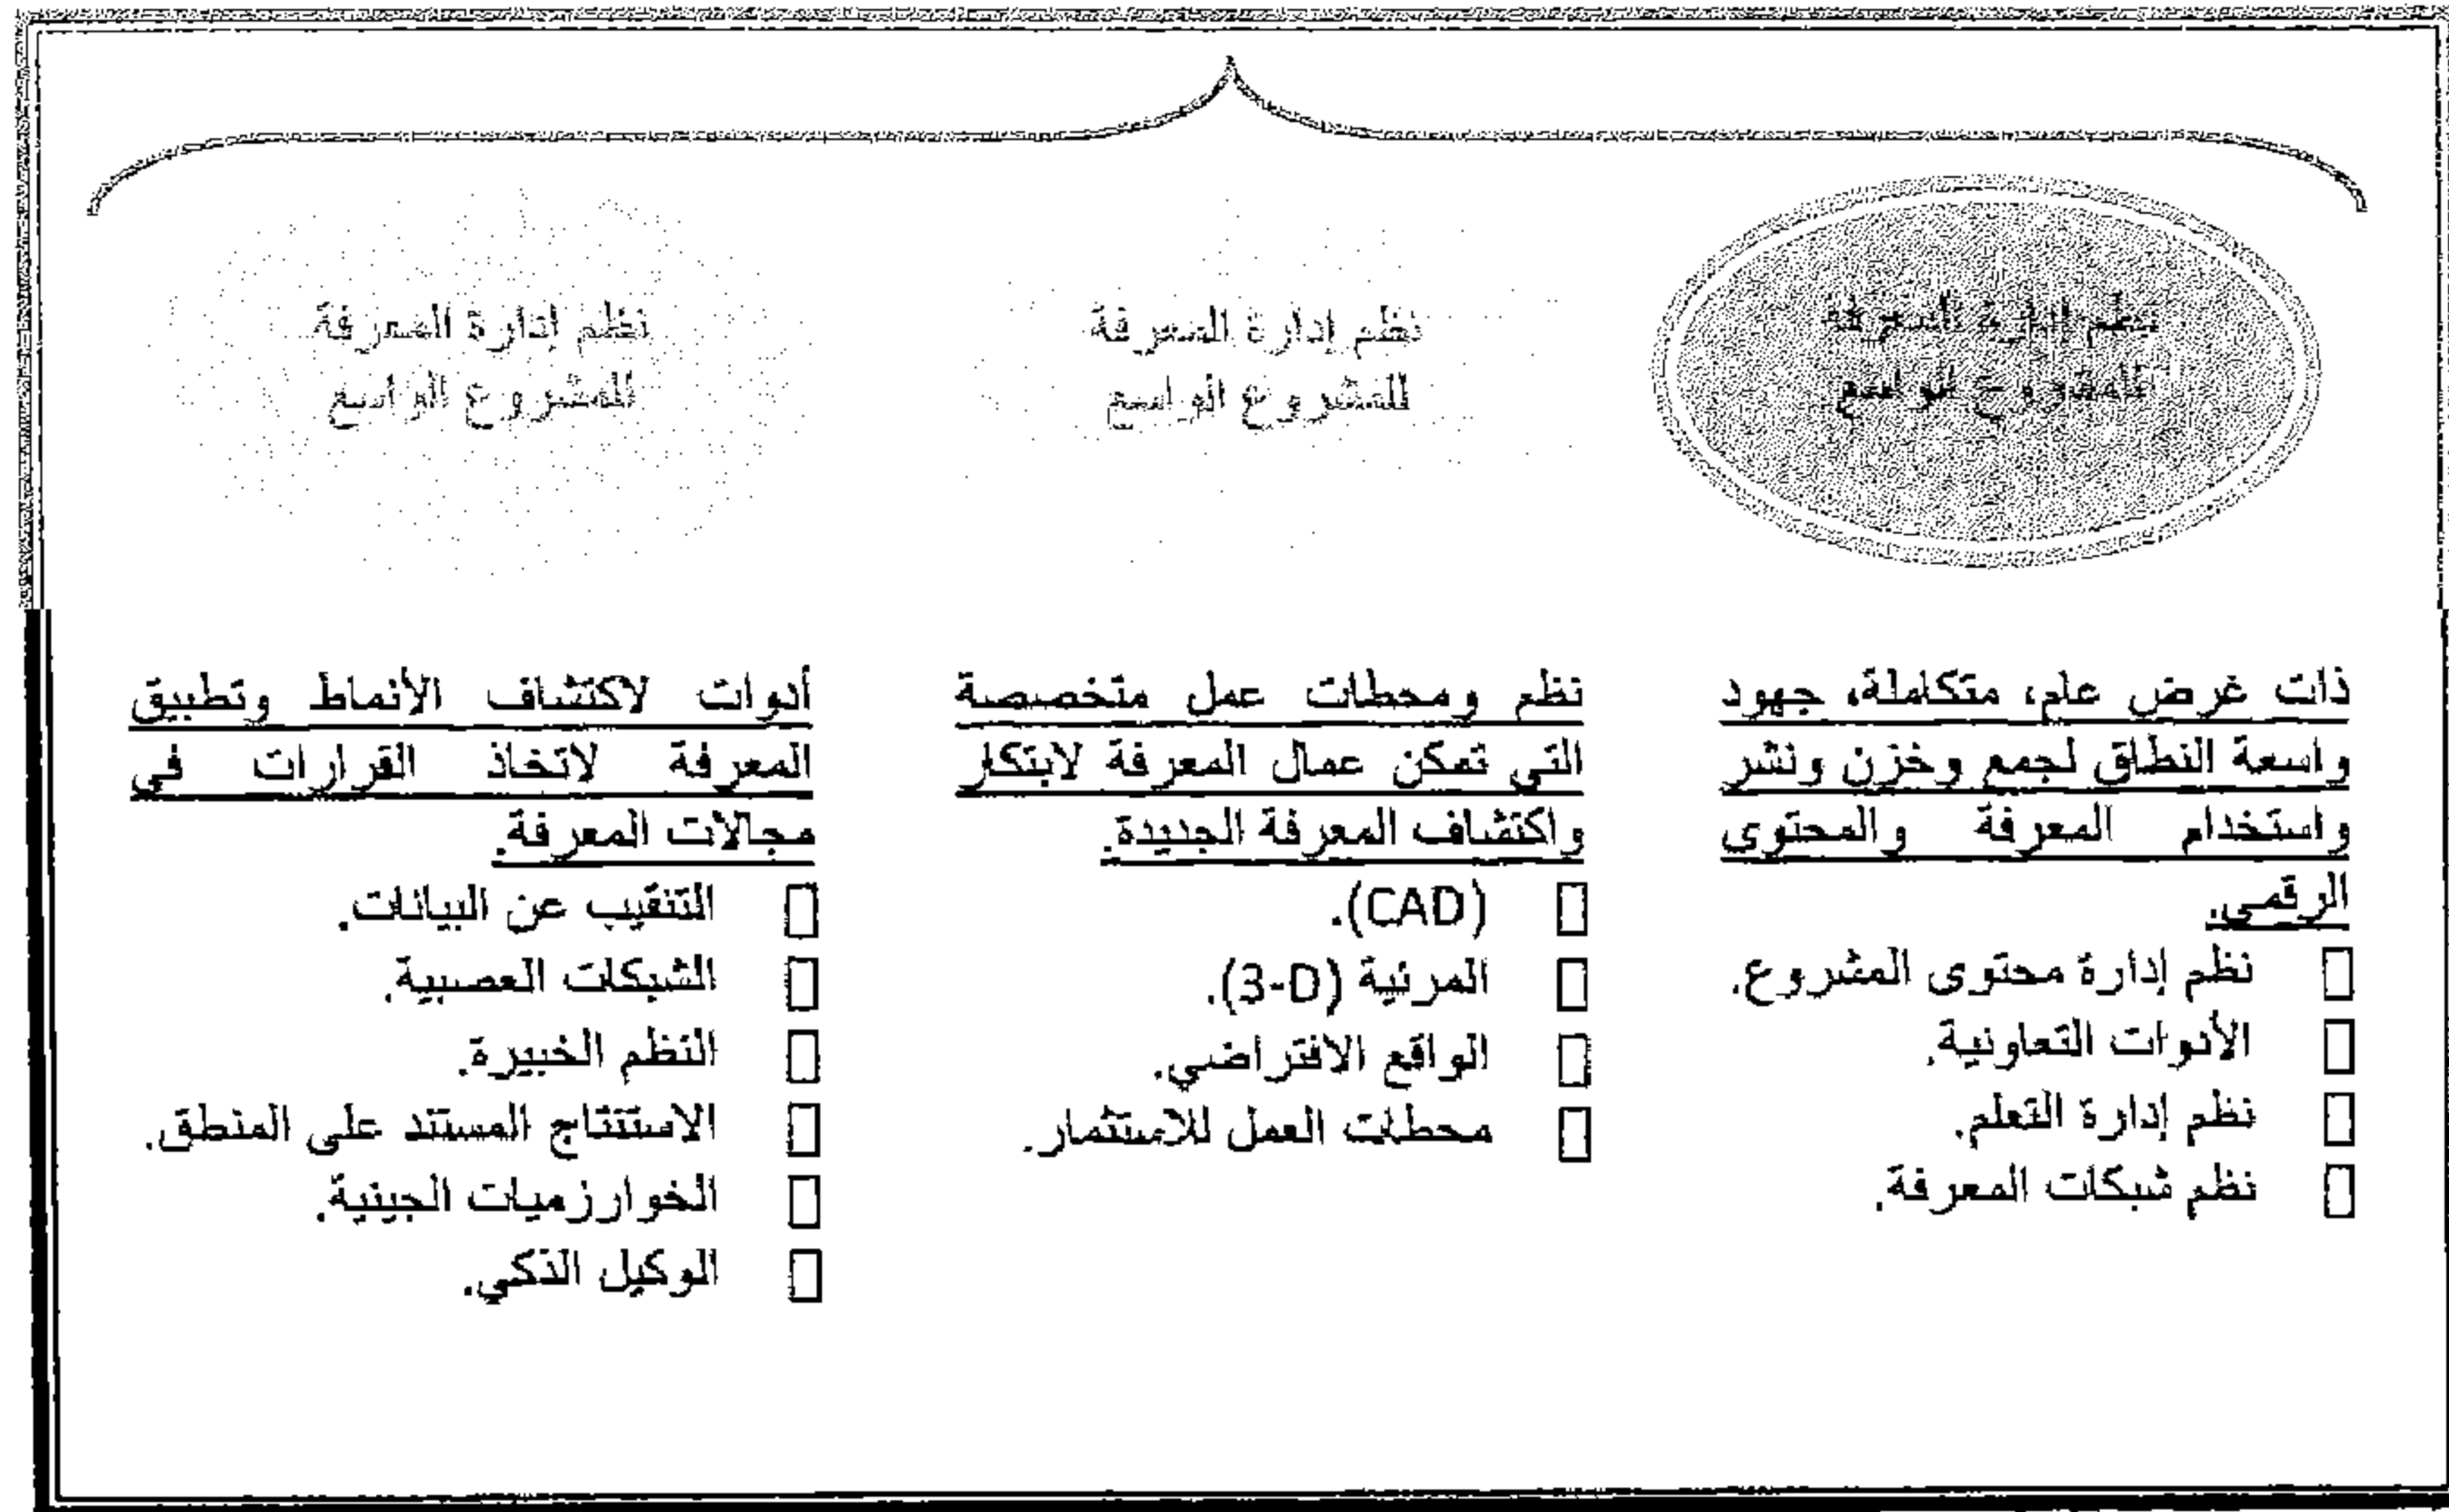 نظم إدارة المعرفة
للمشروع الواسع
نظم إدارة المعرفة
للمشروع الواسع
نظم إدارة المعرفة
للمشروع الواسع
ذات غرض عام، متكاملة، جهود
واسعة النطاق لجمع وخزن ونشر
واستخدام المعرفة والمحتوى
الرقمي.
نظم إدارة محتوى المشروع.
الأدوات التعاونية.
نظم إدارة التعلم.
نظم شبكات المعرفة.
نظم ومحطات عمل متخصصة
التي تمكن عمال المعرفة لابتكار
واكتشاف المعرفة الجديدة.
(CAD).
المرئية (3-D).
الواقع الافتراضي.
محطات العمل للاستثمار.
أدوات لاكتشاف الأنماط وتطبيق
المعرفة لاتخاذ القرارات في
مجالات المعرفة.
التنقيب عن البيانات.
الشبكات العصبية.
النظم الخبيرة.
الاستنتاج المستند على المنطق.
الخوارزميات الجينية.
الوكيل الذكي.